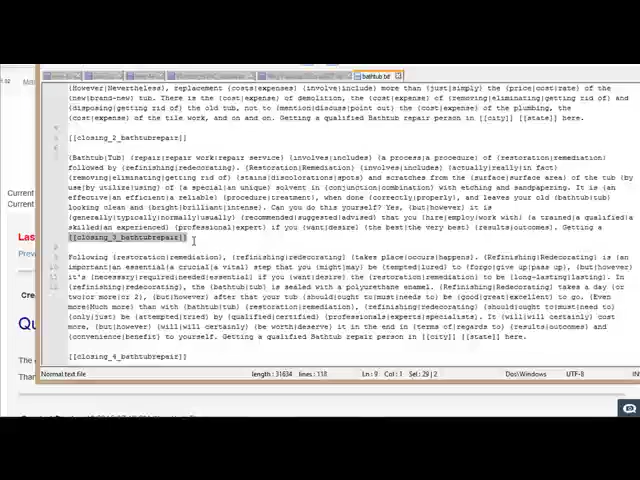 bathtub.txt
{However|Nevertheless}, replacement {costs|expenses} {involve|include} more than {just|simply} the {price|cost|rate} of the
{new|brand-new} tub. There is the {cost|expense} of demolition, the {cost|expense} of {removing|eliminating|getting rid of} and
{disposing|getting rid of} the old tub, not to {mention|discuss|point out} the {cost|expense} of the plumbing, the
{cost|expense} of the tile work, and on and on. Getting a qualified Bathtub repair person in [[city]] [[state]] here.
[[closing_2_bathtubrepair]]
{Bathtub|Tub} {repair|repair work|repair service} {involves|includes} {a process|a procedure} of {restoration|remediation}
followed by {refinishing|redecorating}. {Restoration|Remediation} {involves|includes} {actually|really|in fact}
{removing|eliminating|getting rid of} {stains|discolorations|spots} and scratches from the {surface|surface area} of the tub {by
use|by utilize|using} of {a special|an unique} solvent in {conjunction|combination} with etching and sandpapering. It is {an
effective|an efficient|a reliable} {procedure|treatment}, when done {correctly|properly}, and leaves your old {bathtub|tub}
looking clean and {bright|brilliant|intense}. Can you do this yourself? Yes, {but|however} it is
{generally|typically|normally|usually} {recommended|suggested|advised} that you {hire|employ|work with} {a trained|a qualified|a
skilled|an experienced} {professional|expert} if you {want|desire} {the best|the very best} {results|outcomes}. Getting a
[[closing_3_bathtubrepair]]
Following {restoration|remediation}, {refinishing|redecorating} {takes place|occurs|happens}. {Refinishing|Redecorating} is {an
important|an essential|a crucial|a vital} step that you {might|may} be {tempted|lured} to {forgo|give up|pass up}, {but|however}
it's {necessary|required|needed|essential} if you {want|desire} the {restoration|remediation} to be {long-lasting|lasting}. In
{refinishing|redecorating}, the {bathtub|tub} is sealed with a polyurethane enamel. {Refinishing|Redecorating} takes a day {or
two|or more|or 2}, {but|however} after that your tub {should|ought to|must|needs to} be {good|great|excellent} to go. {Even
more|Much more} than with {bathtub|tub} {restoration|remediation}, {refinishing|redecorating} {should|ought to|must|needs to}
{only|just} be {attempted|tried} by {qualified|certified} {professionals|experts|specialists}. It {will|will certainly} cost
more, {but|however} {will|will certainly} {be worth|deserve} it in the end in {terms of|regards to} {results|outcomes} and
{convenience|benefit} to yourself. Getting a qualified Bathtub repair person in [[city]] [[state]] here.
[[closing_4_bathtubrepair]]
Normal text file length : 31634 lines : 118 Ln : 9 Col : 1 Sel : 29 | 2 Dos\Windows UTF-8
Current
Current
Las
Prev
Crea
Qu
The
Than